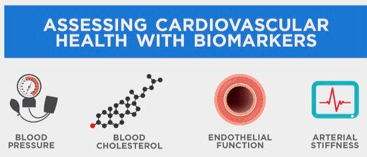 ASSESSING CARDIOVASCULAR
HEALTH WITH BIOMARKERS
BLOOD
PRESSURE
BLOOD
CHOLESTEROL
ENDOTHELIAL
FUNCTION
ARTERIAL
STIFFNESS